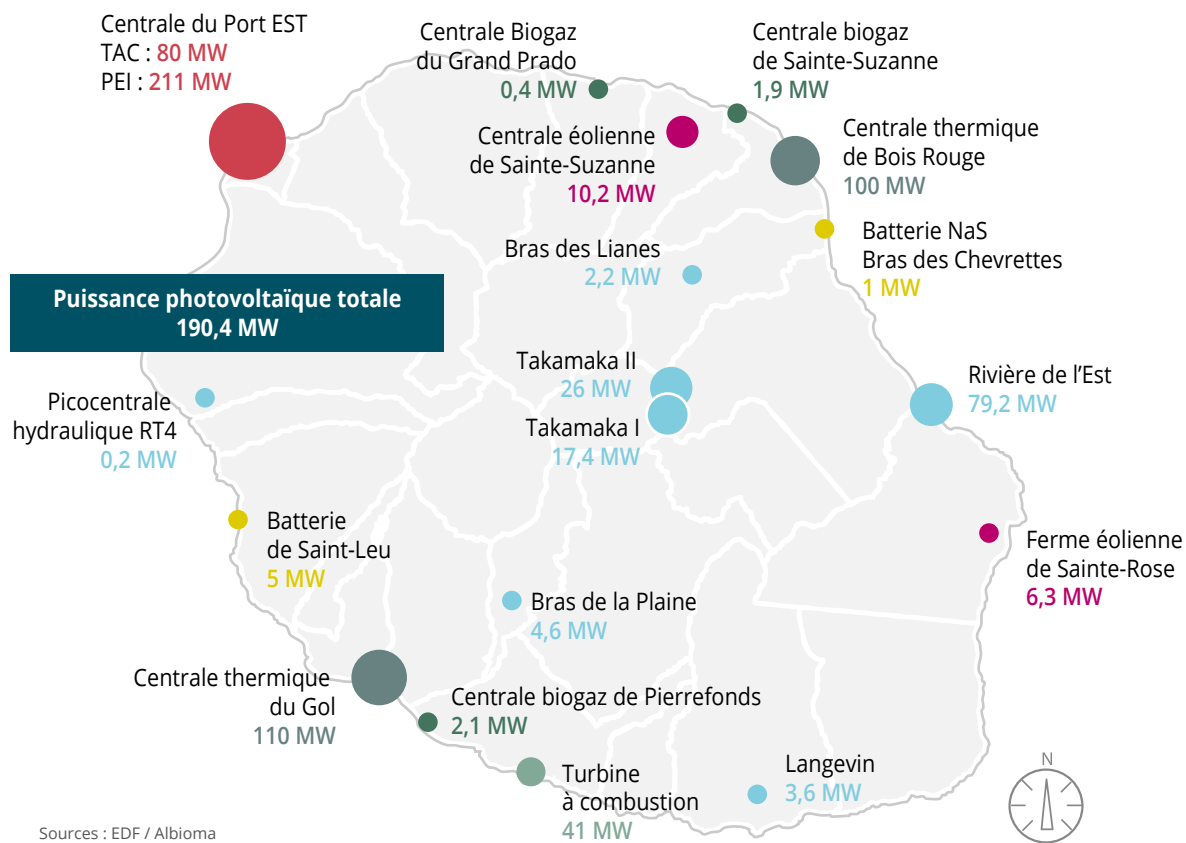 Centrale du Port EST
TAC : 80 MW
PEI : 211 MW
Centrale Biogaz
du Grand Prado
0,4 MW
Centrale biogaz
de Sainte-Suzanne
1,9 MW
Centrale éolienne
de Sainte-Suzanne
10,2 MW
Centrale thermique
de Bois Rouge
100 MW
Batterie NaS
Bras des Chevrettes
1 MW
Bras des Lianes
2,2 MW
Puissance photovoltaïque totale
190,4 MW
Takamaka II
26 MW
Takamaka I
17,4 MW
Rivière de l’Est
79,2 MW
Picocentrale
hydraulique RT4
0,2 MW
Batterie
de Saint-Leu
5 MW
Ferme éolienne
de Sainte-Rose
6,3 MW
Bras de la Plaine
4,6 MW
Centrale thermique
du Gol
110 MW
Centrale biogaz de Pierrefonds
2,1 MW
Turbine
à combustion
41 MW
Langevin
3,6 MW
N
Sources : EDF / Albioma